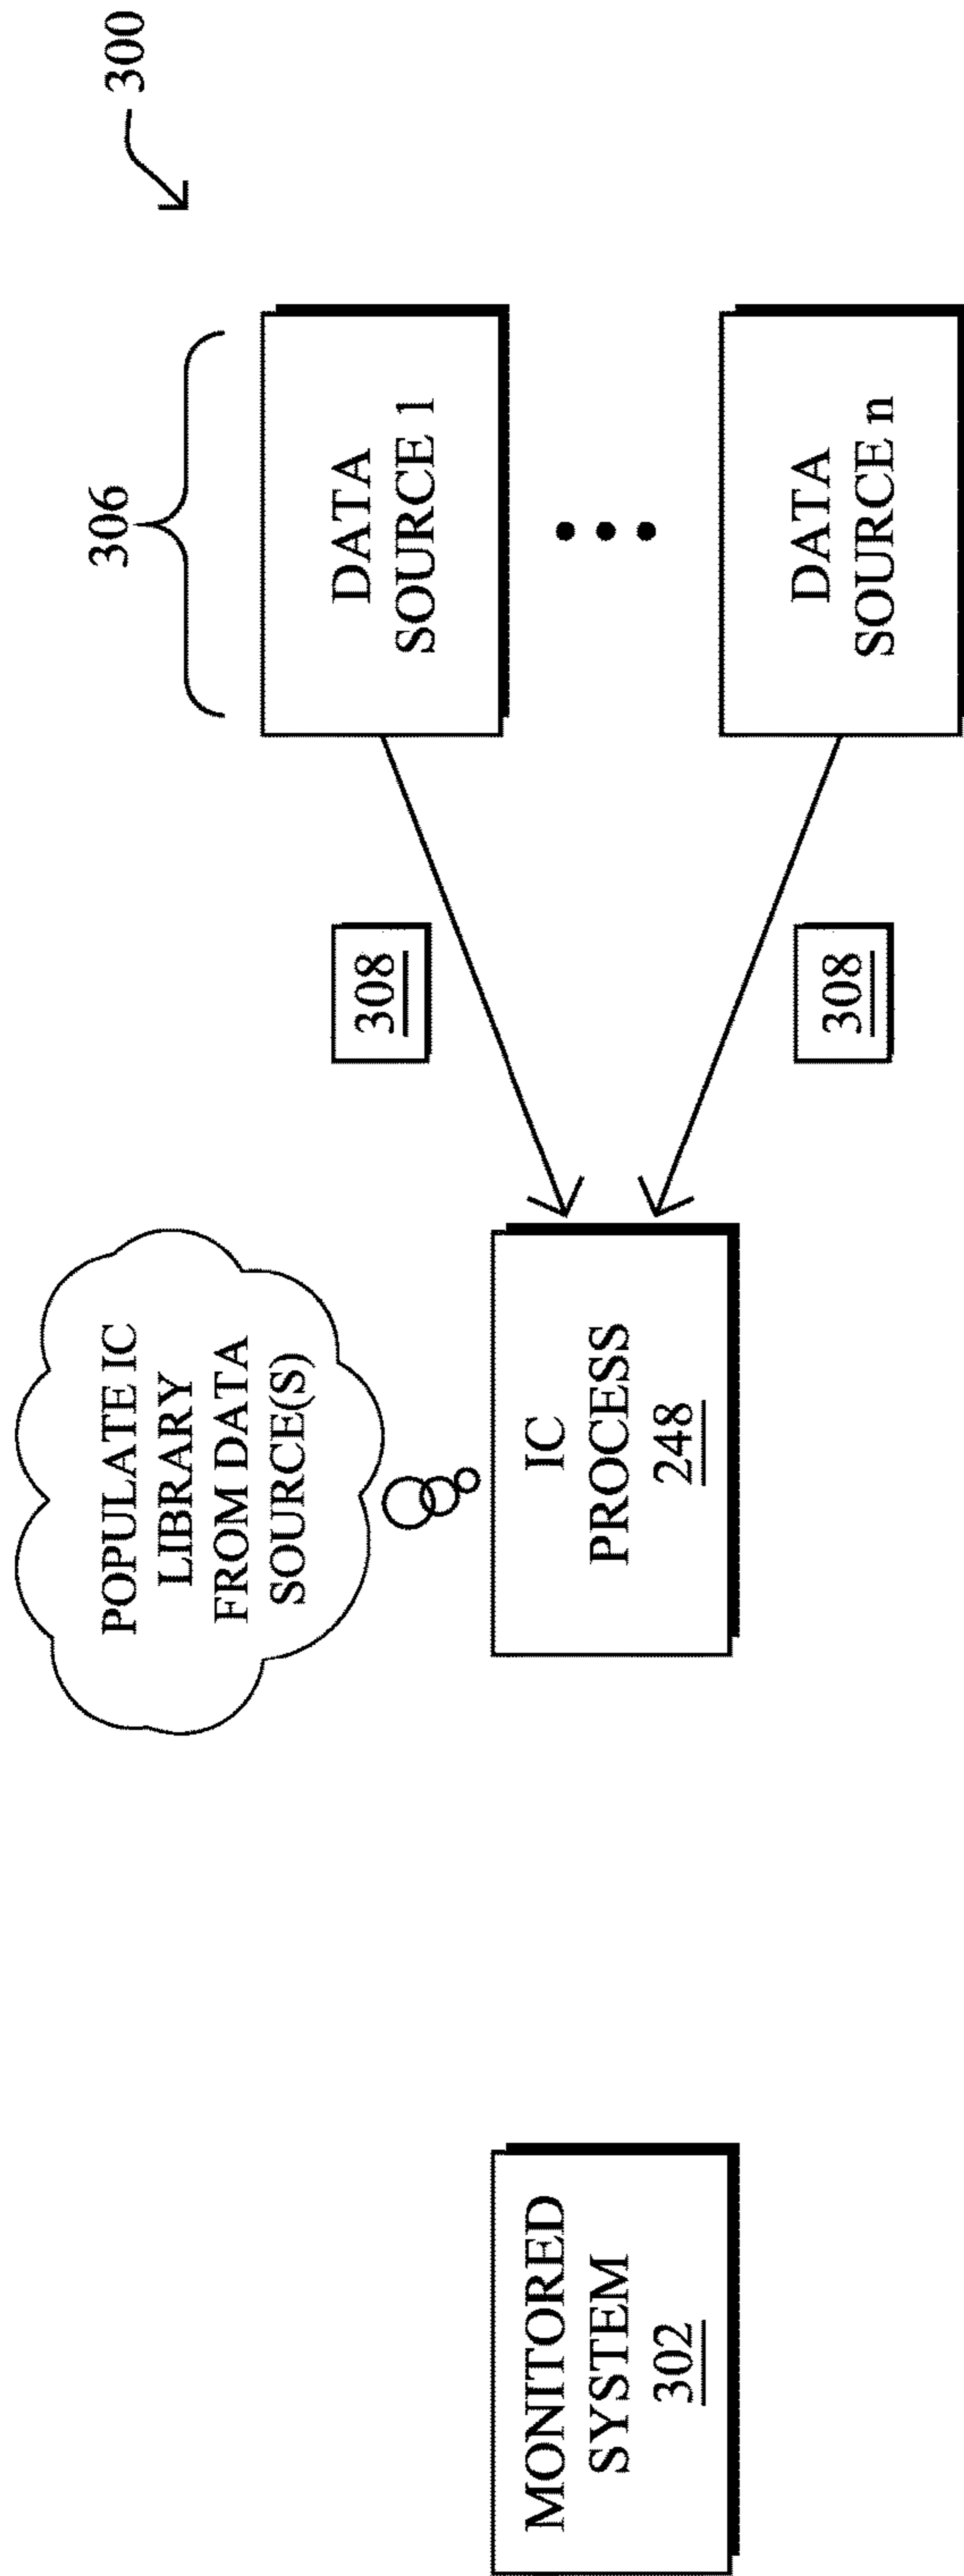 300
306
POPULATE IC
LIBRARY
FROM DATA
SOURCE(S)
DATA
SOURCE 1
308
MONITORED
SYSTEM
302
IC
PROCESS
248
308
DATA
SOURCE n